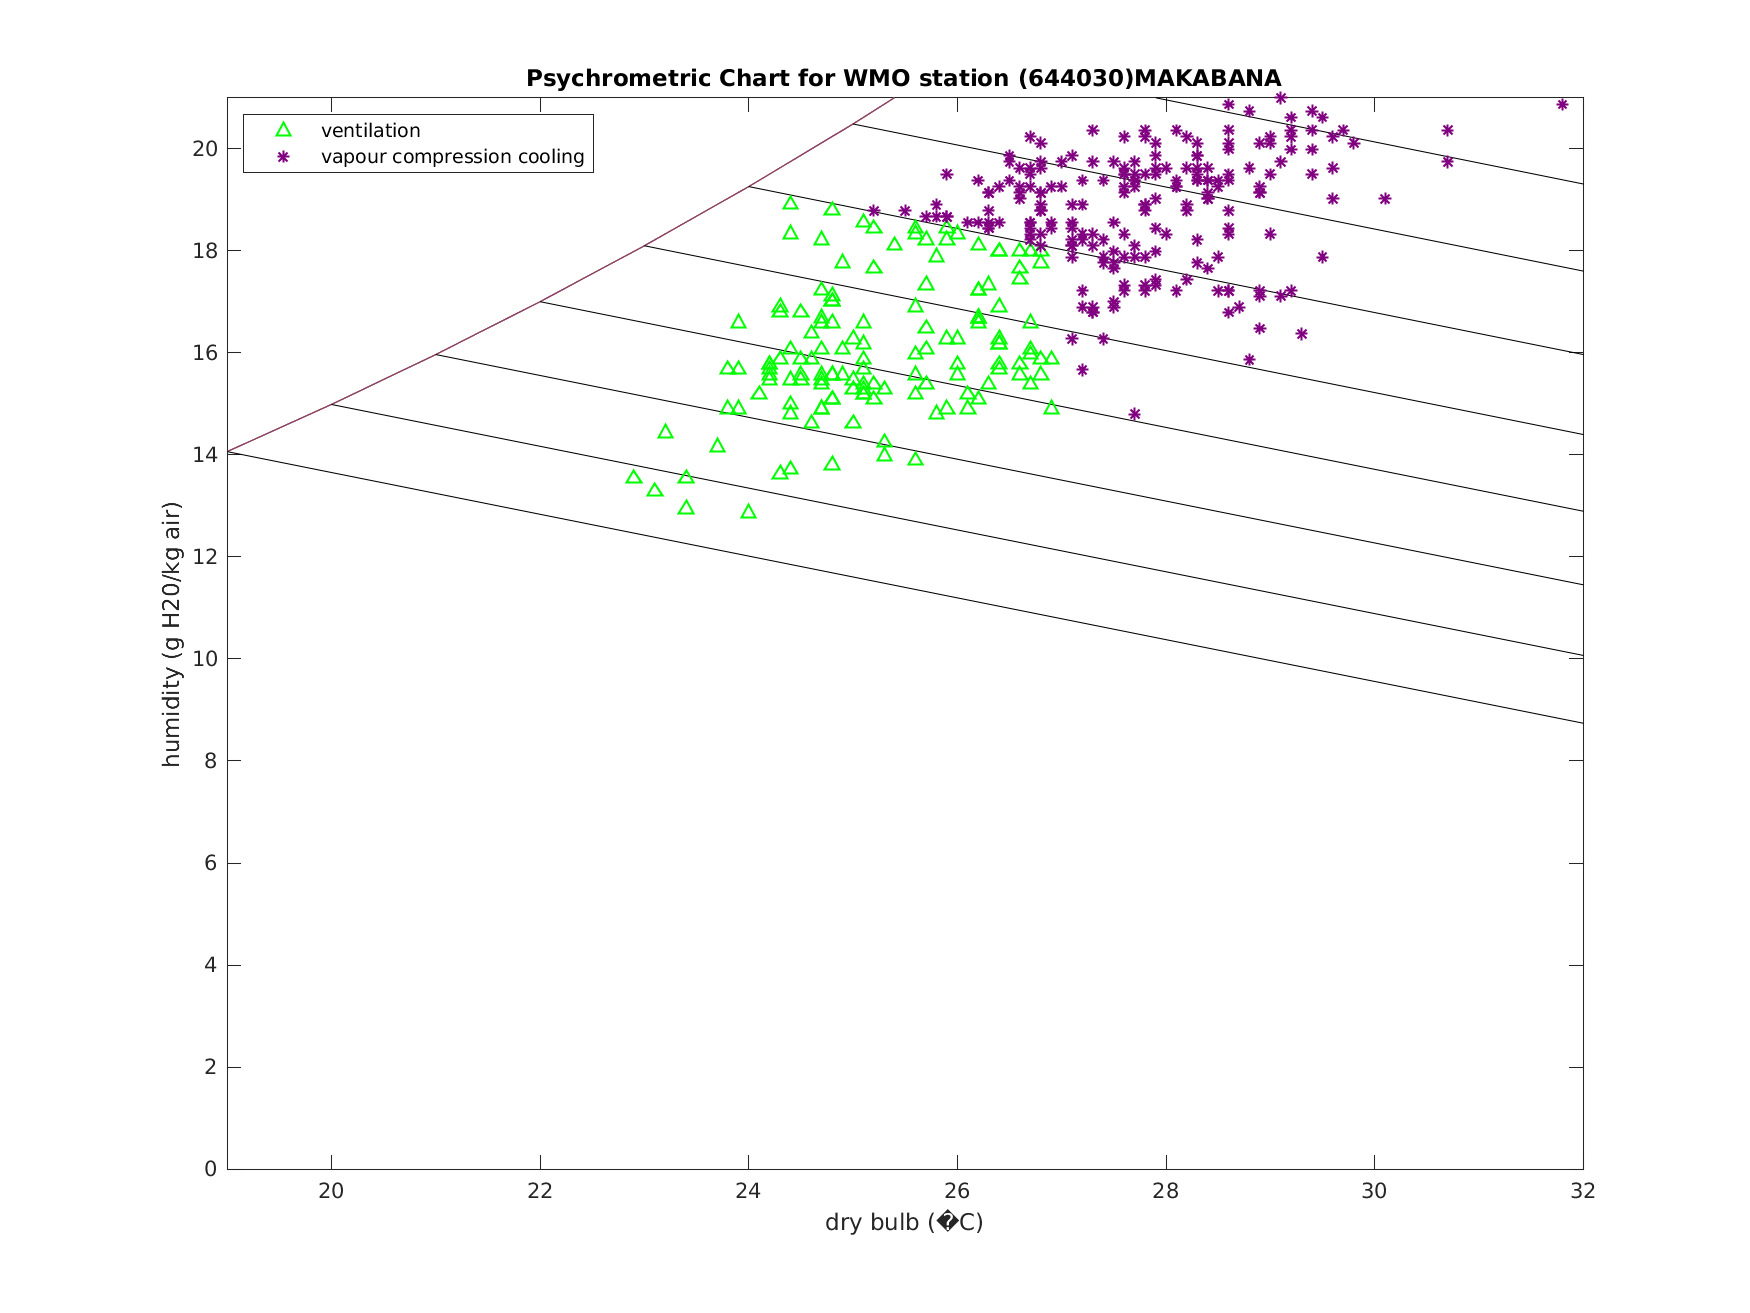 Psychrometric Chart for WMO station (644030)MAKABANA
ventilation
vapour compression cooling
humidity (g H20/kg air)
20
18
16
14
12
10
8
6
4
2
0
20 22 24 26 28 30 32
dry bulb (�C)